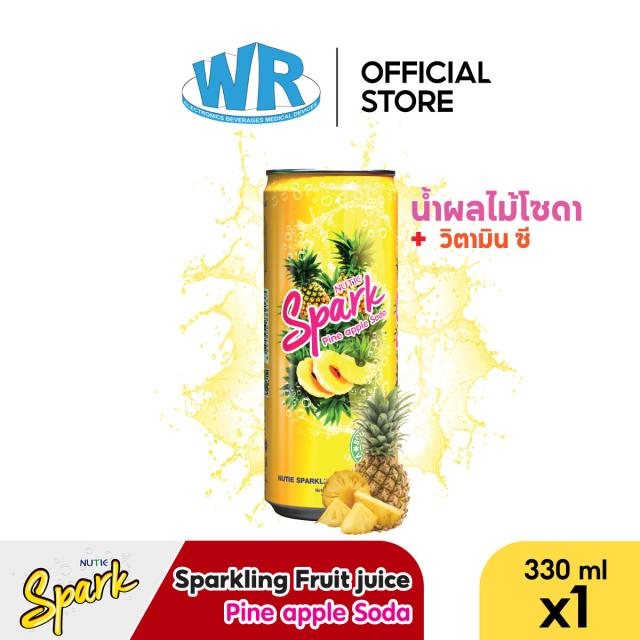 WR
ELECTRONICS BEVERAGES MEDICAL DEVICES
OFFICIAL
STORE
น้ำผลไม้โซดา
+ วิตามิน ซี
NUTIE
Spark
Pine apple Soda
NUTIE SPARKLI
NUTIE
Spark
Sparkling Fruit juice
Pine apple Soda
330 ml
x1